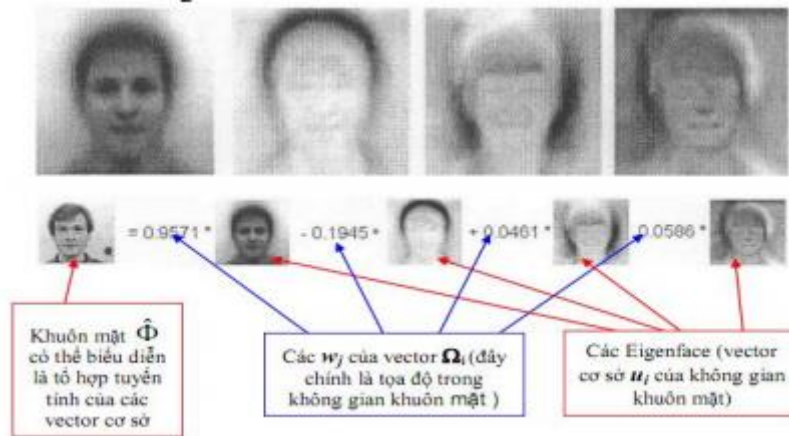 = 0.9571 * - 0.1945 * + 0.0461 * 0.0586 *
Khuôn mặt Φ̂
có thể biểu diễn
là tổ hợp tuyến
tính của các
vector cơ sở
Các wⱼ của vector Ωᵢ (đây
chính là tọa độ trong
không gian khuôn mặt )
Các Eigenface (vector
cơ sở uᵢ của không gian
khuôn mặt)